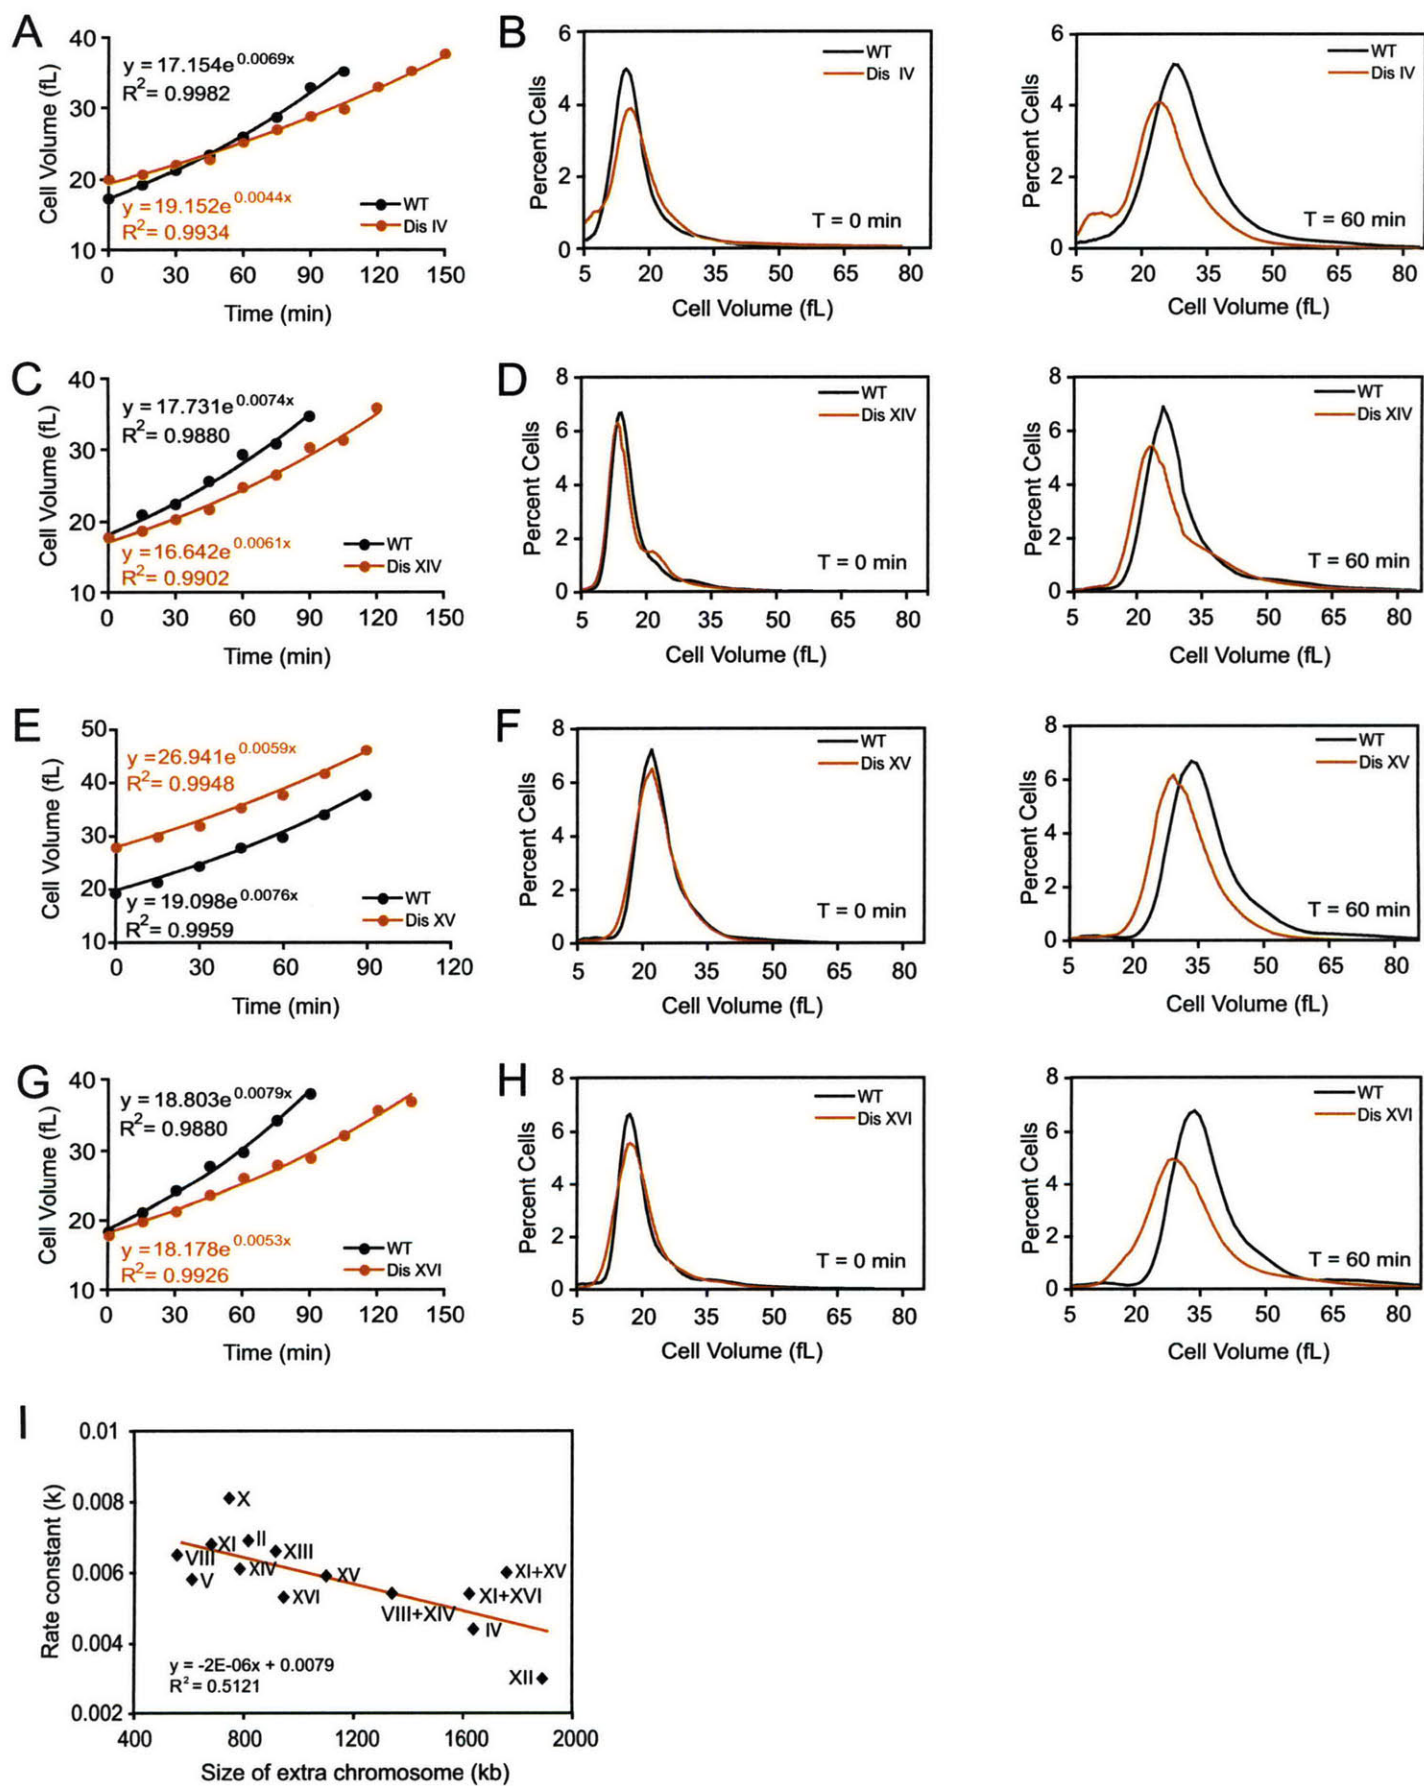 A
40
30
20
10
Cell Volume (fL)
y = 17.154e^0.0069x
R² = 0.9982
y = 19.152e^0.0044x
R² = 0.9934
WT
Dis IV
0 30 60 90 120 150
Time (min)
B
6
4
2
0
Percent Cells
WT
Dis IV
T = 0 min
5 20 35 50 65 80
Cell Volume (fL)
6
4
2
0
Percent Cells
WT
Dis IV
T = 60 min
5 20 35 50 65 80
Cell Volume (fL)
C
40
30
20
10
Cell Volume (fL)
y = 17.731e^0.0074x
R² = 0.9880
y = 16.642e^0.0061x
R² = 0.9902
WT
Dis XIV
0 30 60 90 120 150
Time (min)
D
8
6
4
2
0
Percent Cells
WT
Dis XIV
T = 0 min
5 20 35 50 65 80
Cell Volume (fL)
8
6
4
2
0
Percent Cells
WT
Dis XIV
T = 60 min
5 20 35 50 65 80
Cell Volume (fL)
E
50
40
30
20
10
Cell Volume (fL)
y = 26.941e^0.0059x
R² = 0.9948
y = 19.098e^0.0076x
R² = 0.9959
WT
Dis XV
0 30 60 90 120
Time (min)
F
8
6
4
2
0
Percent Cells
WT
Dis XV
T = 0 min
5 20 35 50 65 80
Cell Volume (fL)
8
6
4
2
0
Percent Cells
WT
Dis XV
T = 60 min
5 20 35 50 65 80
Cell Volume (fL)
G
40
30
20
10
Cell Volume (fL)
y = 18.803e^0.0079x
R² = 0.9880
y = 18.178e^0.0053x
R² = 0.9926
WT
Dis XVI
0 30 60 90 120 150
Time (min)
H
8
6
4
2
0
Percent Cells
WT
Dis XVI
T = 0 min
5 20 35 50 65 80
Cell Volume (fL)
8
6
4
2
0
Percent Cells
WT
Dis XVI
T = 60 min
5 20 35 50 65 80
Cell Volume (fL)
I
0.01
0.008
0.006
0.004
0.002
Rate constant (k)
X
XI
II
VIII
XIII
XIV
V
XVI
XV
XI+XV
XI+XVI
VIII+XIV
IV
XII
y = -2E-06x + 0.0079
R² = 0.5121
400 800 1200 1600 2000
Size of extra chromosome (kb)